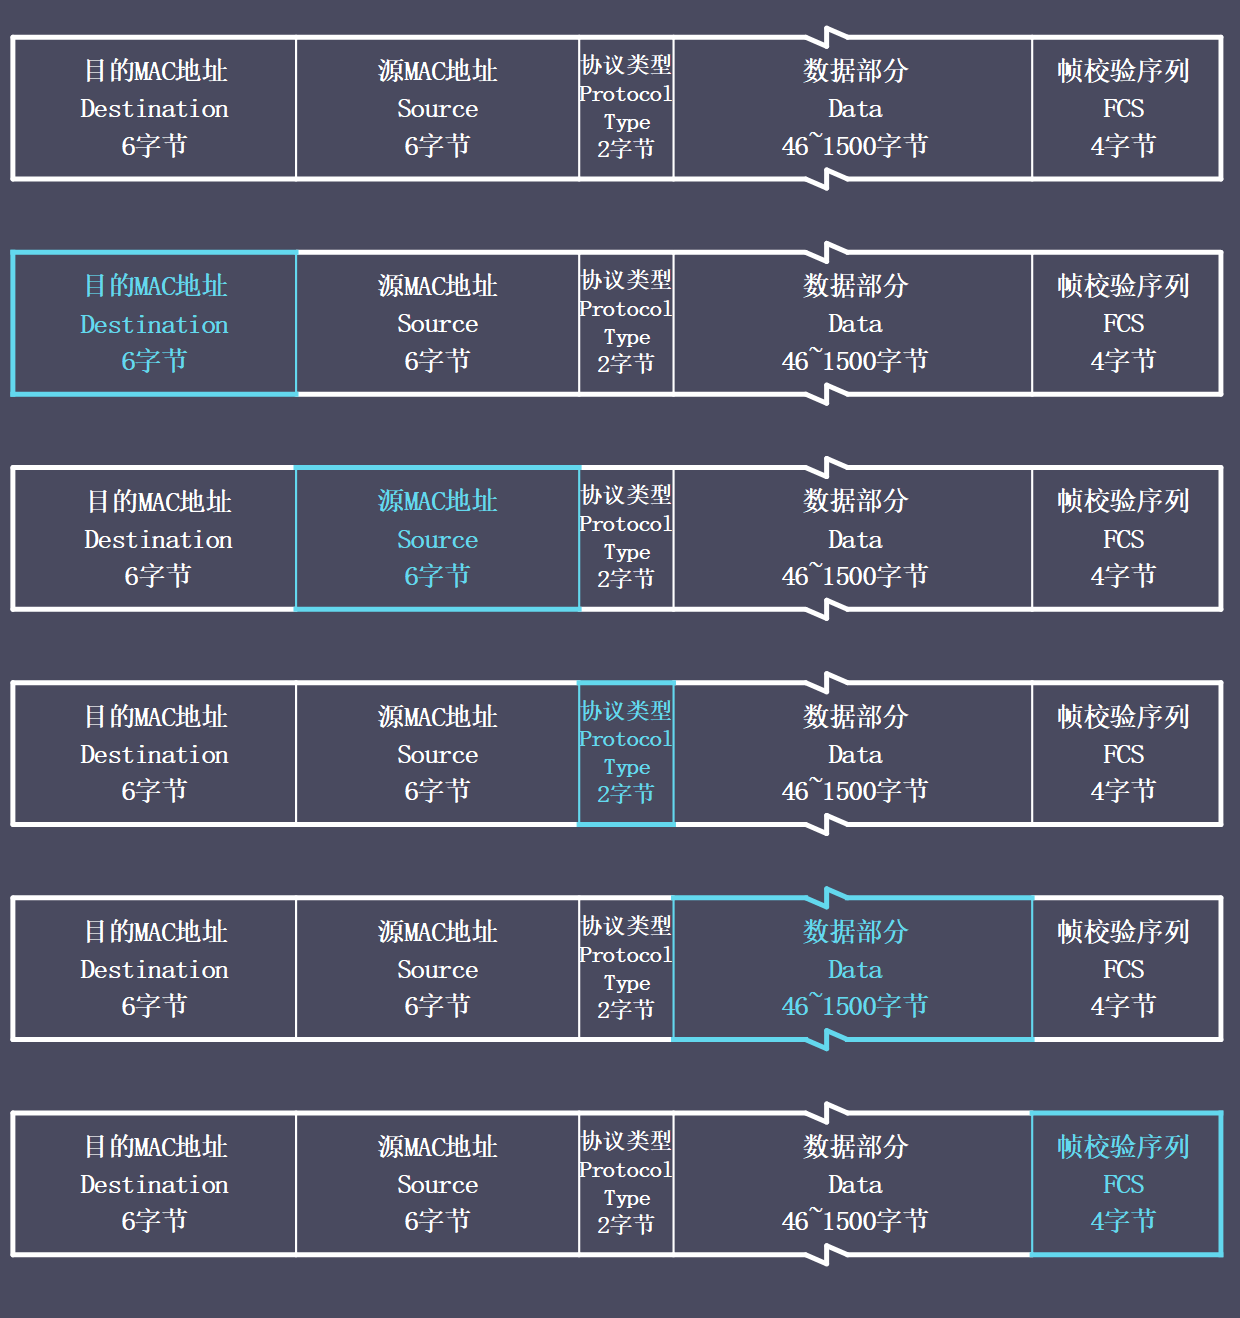 目的MAC地址
Destination
6字节
源MAC地址
Source
6字节
协议类型
Protocol
Type
2字节
数据部分
Data
46~1500字节
帧校验序列
FCS
4字节
目的MAC地址
Destination
6字节
源MAC地址
Source
6字节
协议类型
Protocol
Type
2字节
数据部分
Data
46~1500字节
帧校验序列
FCS
4字节
目的MAC地址
Destination
6字节
源MAC地址
Source
6字节
协议类型
Protocol
Type
2字节
数据部分
Data
46~1500字节
帧校验序列
FCS
4字节
目的MAC地址
Destination
6字节
源MAC地址
Source
6字节
协议类型
Protocol
Type
2字节
数据部分
Data
46~1500字节
帧校验序列
FCS
4字节
目的MAC地址
Destination
6字节
源MAC地址
Source
6字节
协议类型
Protocol
Type
2字节
数据部分
Data
46~1500字节
帧校验序列
FCS
4字节
目的MAC地址
Destination
6字节
源MAC地址
Source
6字节
协议类型
Protocol
Type
2字节
数据部分
Data
46~1500字节
帧校验序列
FCS
4字节